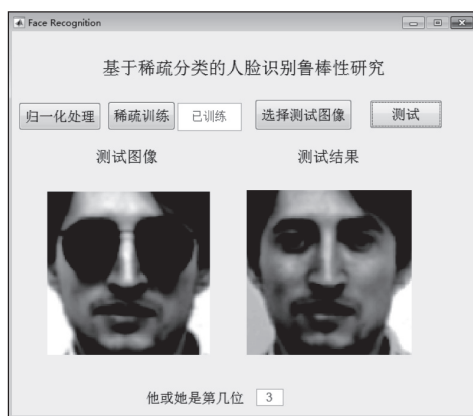 Face Recognition
基于稀疏分类的人脸识别鲁棒性研究
归一化处理 稀疏训练 已训练 选择测试图像 测试
测试图像 测试结果
他或她是第几位 3